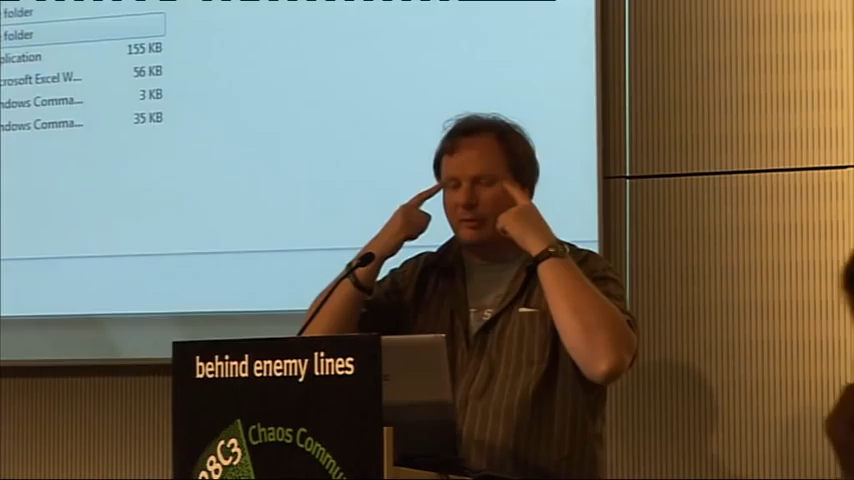 folder
folder
plication
155 KB
crosoft Excel W...
56 KB
ndows Comma...
3 KB
ndows Comma...
35 KB
behind enemy lines
28C3
Chaos Commu